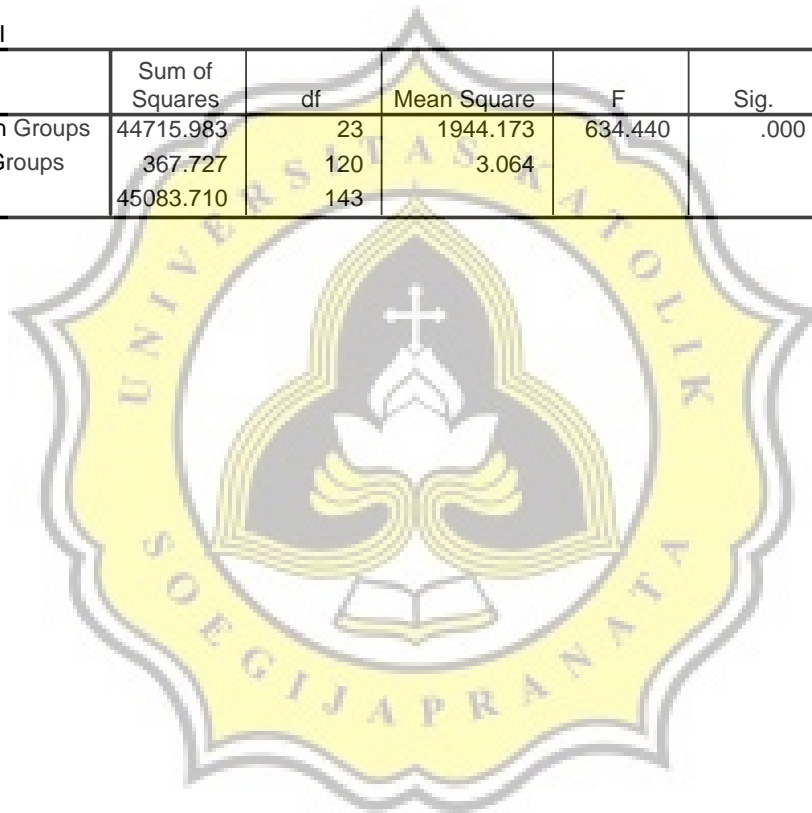 l
Sum of
Squares df Mean Square F Sig.
n Groups 44715.983 23 1944.173 634.440 .000
Groups 367.727 120 3.064
45083.710 143
UNIVERSITAS KATOLIK
SOEGIJAPRANATA